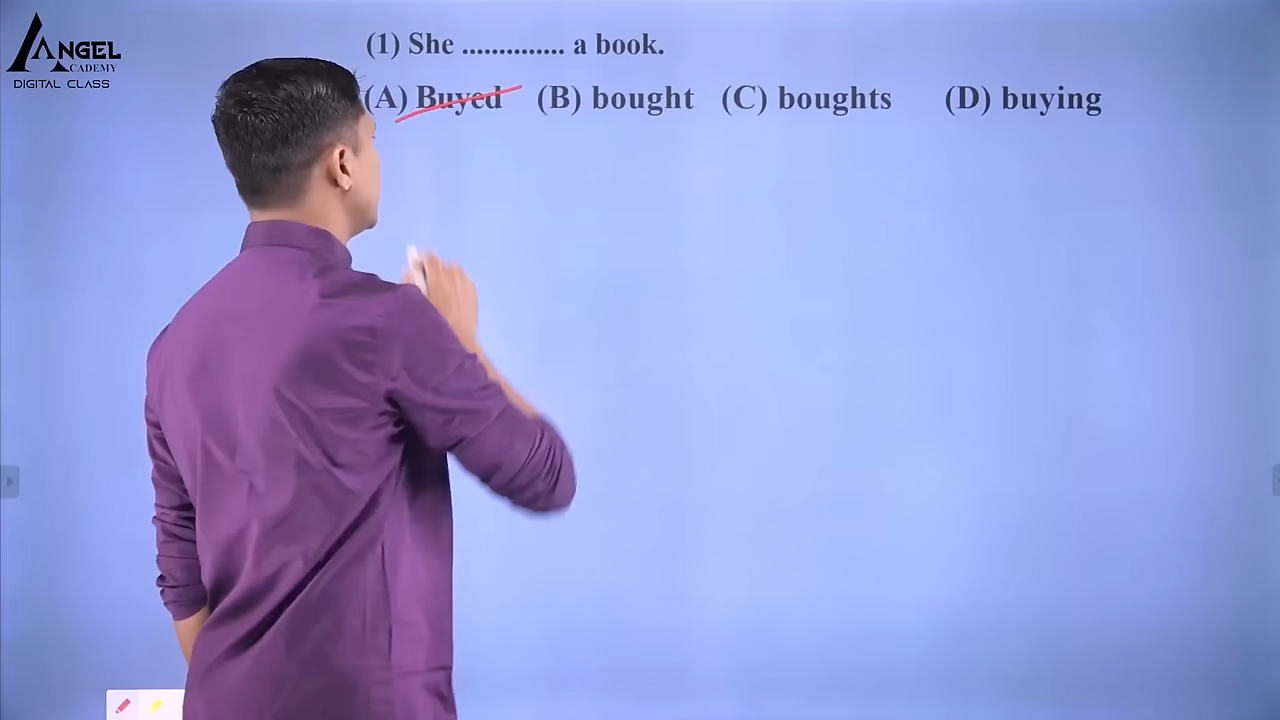 ANGEL
ACADEMY
DIGITAL CLASS
(1) She .............. a book.
(A) Buyed (B) bought (C) boughts (D) buying